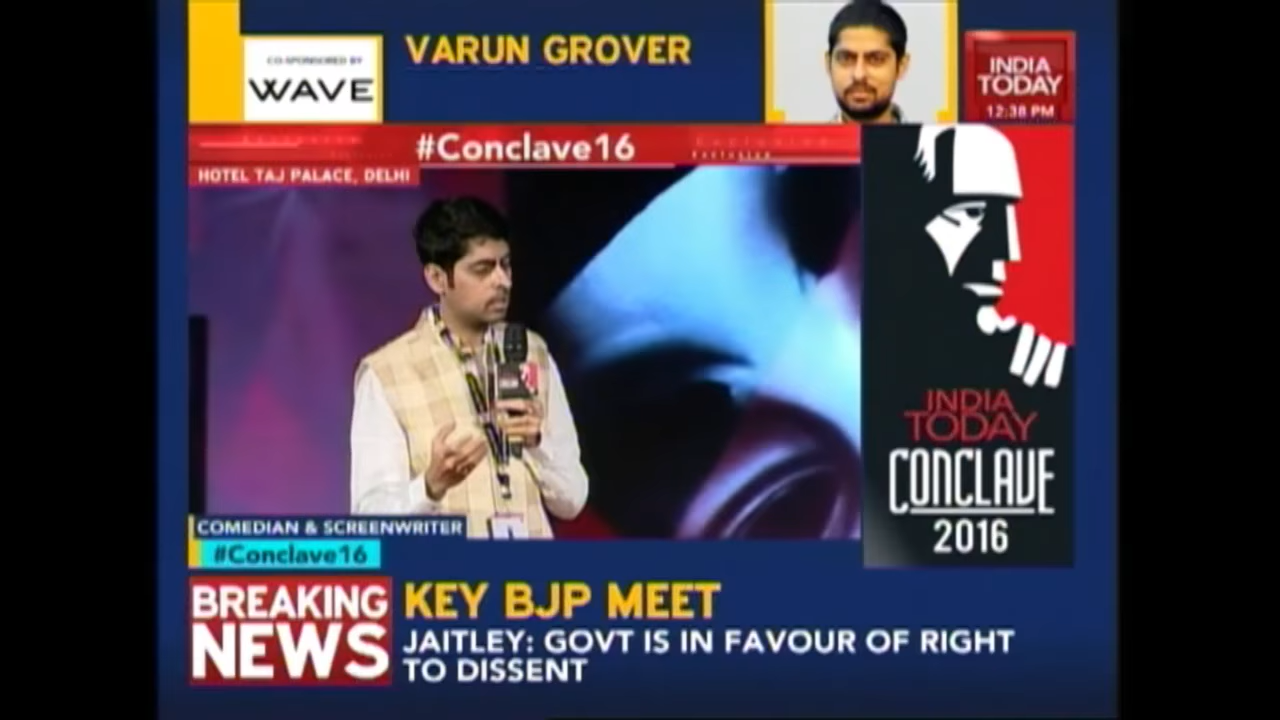 CO-SPONSORED BY
WAVE
VARUN GROVER
INDIA
TODAY
12:38 PM
#Conclave16
Exclusive
HOTEL TAJ PALACE, DELHI
INDIA
TODAY
CONCLAVE
2016
COMEDIAN & SCREENWRITER
#Conclave16
BREAKING
NEWS
KEY BJP MEET
JAITLEY: GOVT IS IN FAVOUR OF RIGHT
TO DISSENT